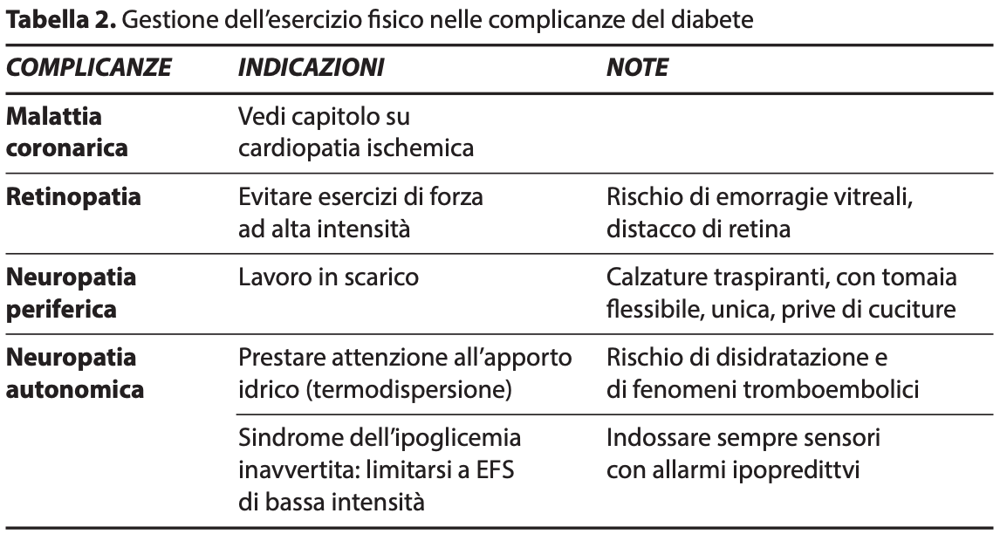 Tabella 2. Gestione dell'esercizio fisico nelle complicanze del diabete
COMPLICANZE INDICAZIONI NOTE
Malattia coronarica Vedi capitolo su cardiopatia ischemica
Retinopatia Evitare esercizi di forza ad alta intensità Rischio di emorragie vitreali, distacco di retina
Neuropatia periferica Lavoro in scarico Calzature traspiranti, con tomaia flessibile, unica, prive di cuciture
Neuropatia autonomica Prestare attenzione all'apporto idrico (termodispersione) Rischio di disidratazione e di fenomeni tromboembolici
Sindrome dell'ipoglicemia inavvertita: limitarsi a EFS di bassa intensità Indossare sempre sensori con allarmi ipopredittvi